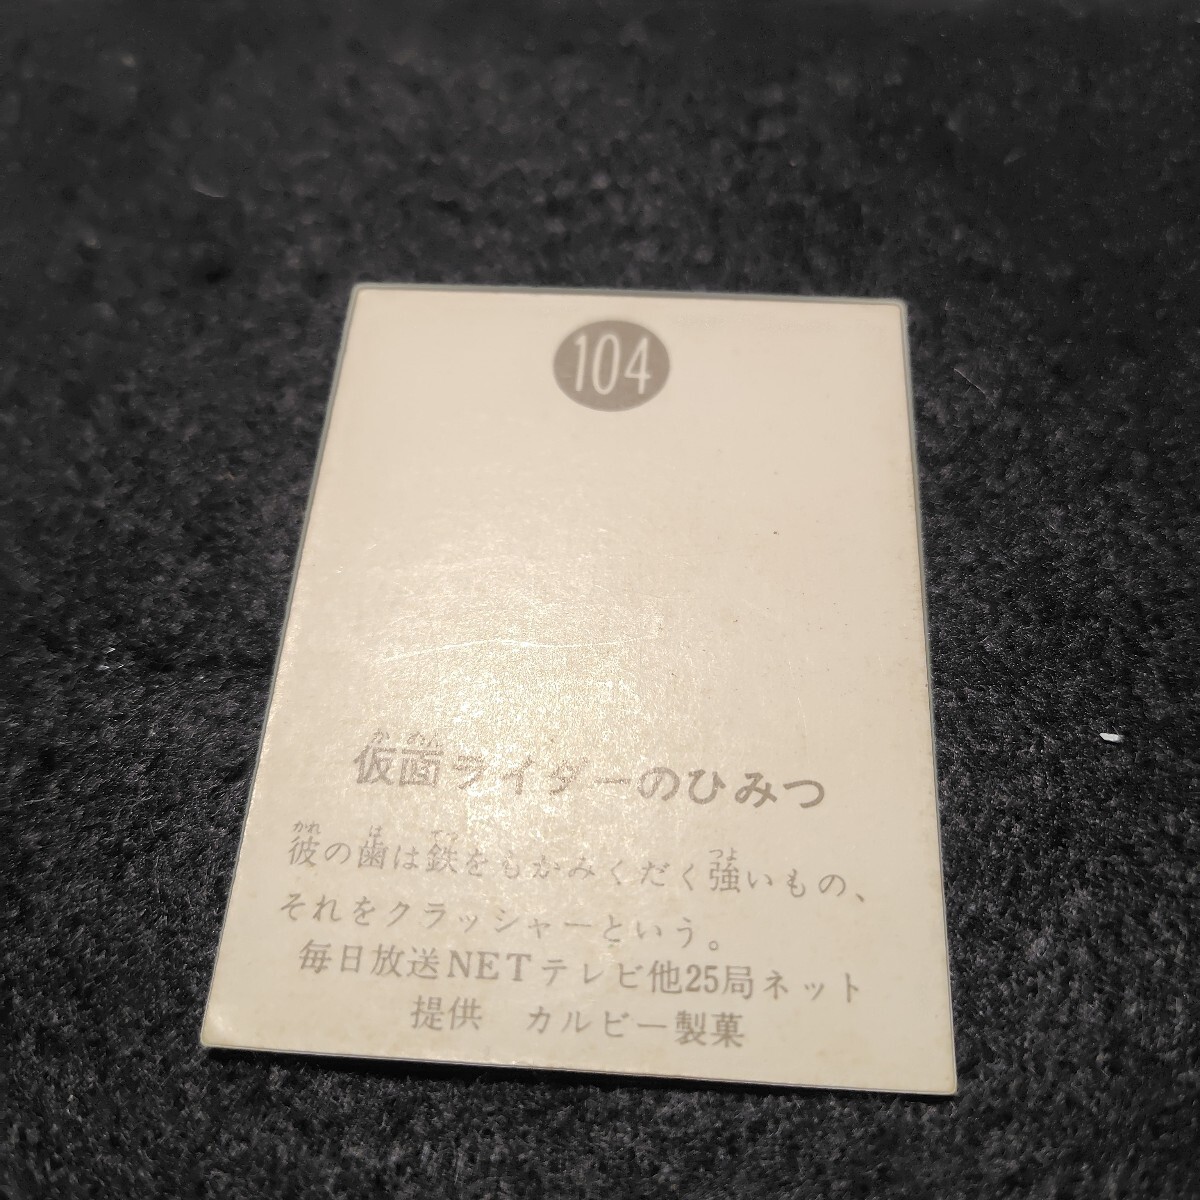 104
仮面ライダーのひみつ
彼の歯は鉄をもかみくだく強いもの、
それをクラッシャーという。
毎日放送NETテレビ他25局ネット
提供 カルビー製菓